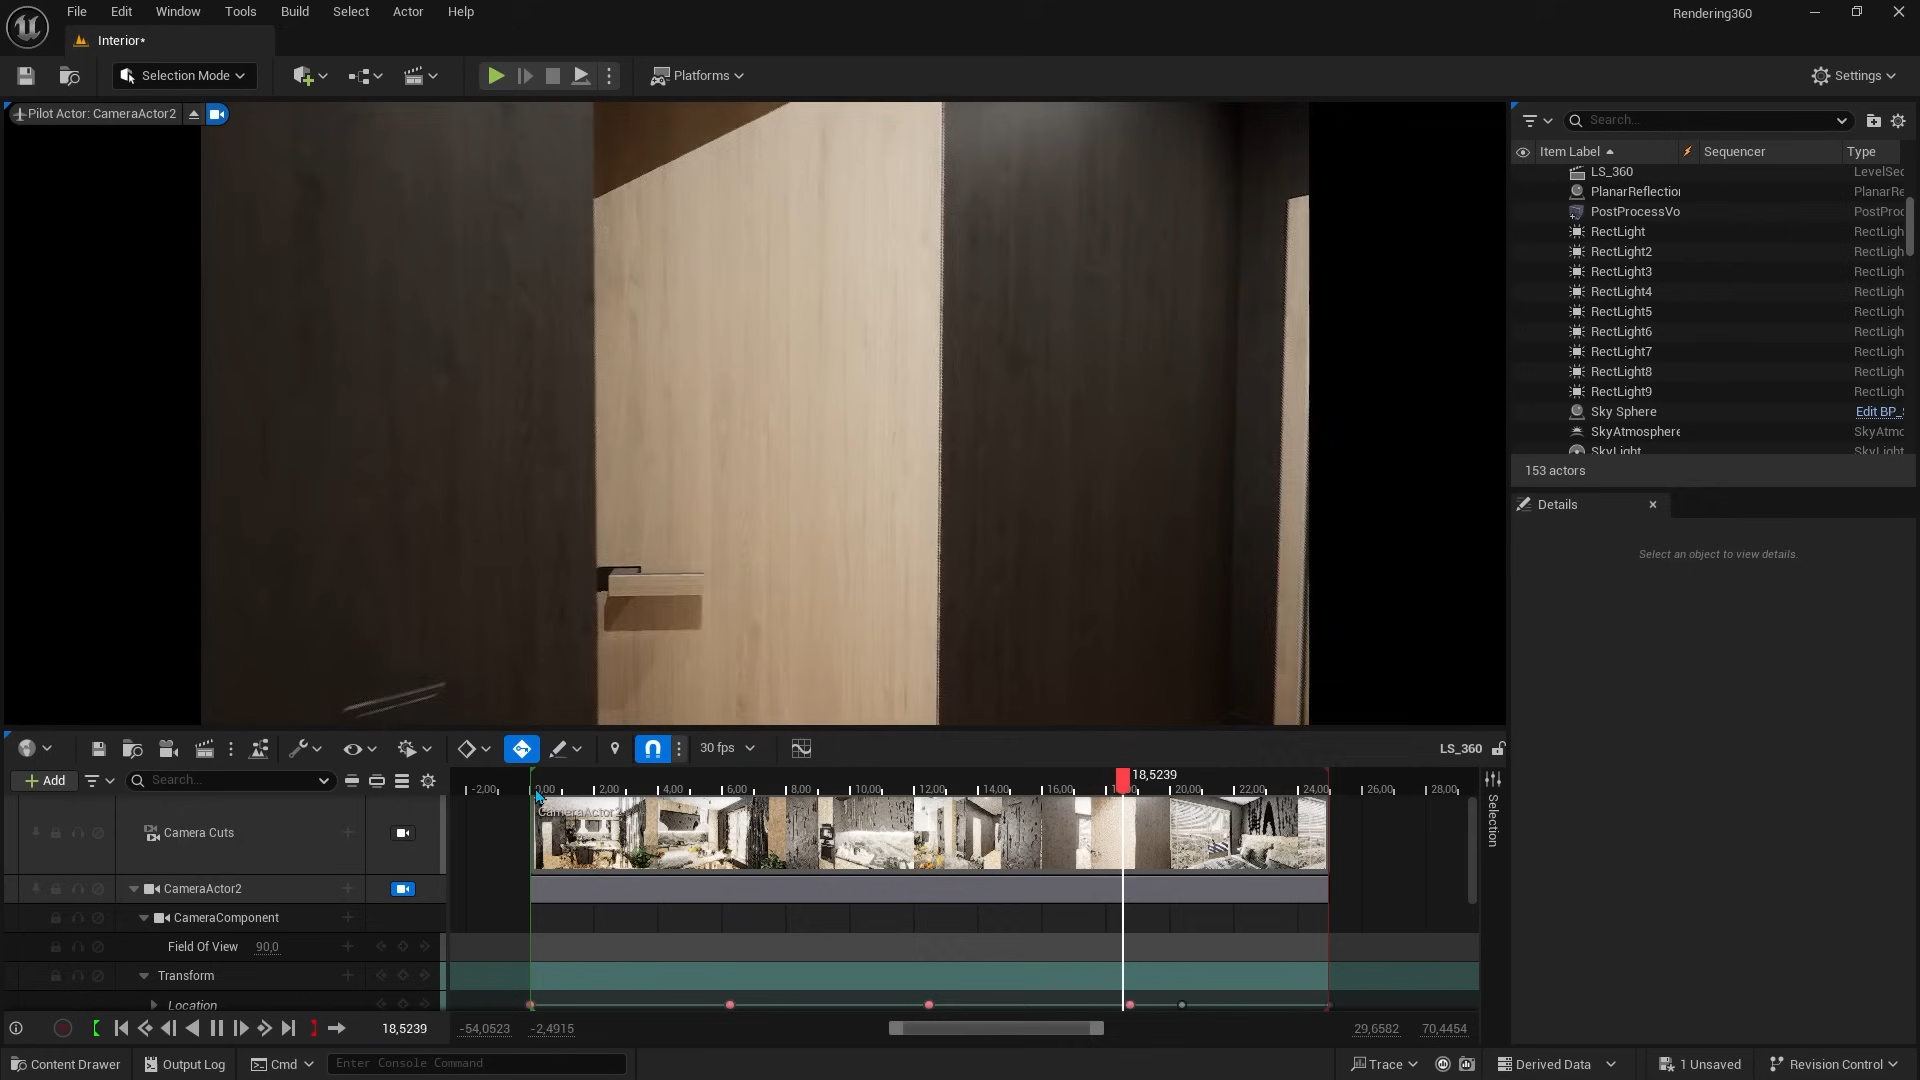 File Edit Window Tools Build Select Actor Help
Rendering360
Interior*
Selection Mode
Platforms
Settings
Pilot Actor: CameraActor2
Search...
Item Label
Sequencer
Type
LS_360 LevelSec
PlanarReflection PlanarRe
PostProcessVo PostProc
RectLight RectLigh
RectLight2 RectLigh
RectLight3 RectLigh
RectLight4 RectLigh
RectLight5 RectLigh
RectLight6 RectLigh
RectLight7 RectLigh
RectLight8 RectLigh
RectLight9 RectLigh
Sky Sphere Edit BP_
SkyAtmosphere SkyAtmo
SkyLight SkyLight
153 actors
Details
Select an object to view details.
30 fps
LS_360
Add
Search...
18,5239
-2,00 0,00 2,00 4,00 6,00 8,00 10,00 12,00 14,00 16,00 20,00 22,00 24,00 26,00 28,00
CameraActor2
Camera Cuts
CameraActor2
CameraComponent
Field Of View 90,0
Transform
Location
Selection
18,5239 -54,0523 -2,4915 29,6582 70,4454
Content Drawer Output Log Cmd Enter Console Command Trace Derived Data 1 Unsaved Revision Control